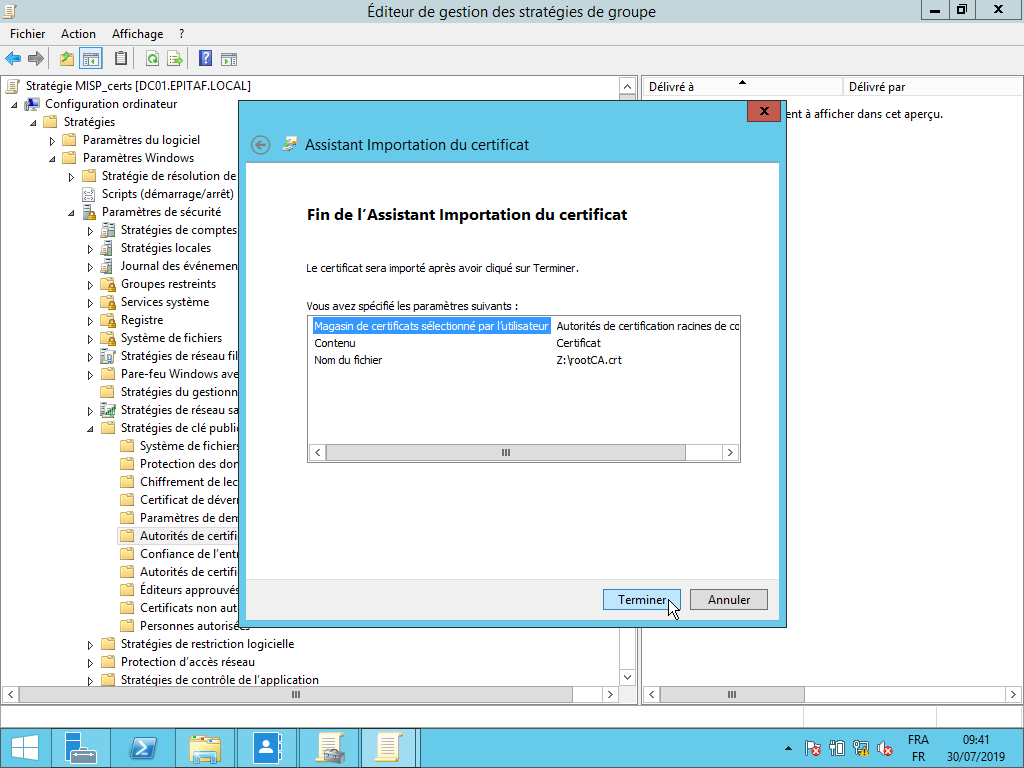 Éditeur de gestion des stratégies de groupe
Fichier Action Affichage ?
Stratégie MISP_certs [DC01.EPITAF.LOCAL]
Configuration ordinateur
Stratégies
Paramètres du logiciel
Paramètres Windows
Stratégie de résolution de
Scripts (démarrage/arrêt)
Paramètres de sécurité
Stratégies de comptes
Stratégies locales
Journal des événemen
Groupes restreints
Services système
Registre
Système de fichiers
Stratégies de réseau fil
Pare-feu Windows ave
Stratégies du gestionn
Stratégies de réseau sa
Stratégies de clé public
Système de fichiers
Protection des don
Chiffrement de lec
Certificat de déver
Paramètres de dem
Autorités de certifi
Confiance de l'entr
Autorités de certifi
Éditeurs approuvés
Certificats non aut
Personnes autorisées
Stratégies de restriction logicielle
Protection d'accès réseau
Stratégies de contrôle de l'application
Délivré à Délivré par
ent à afficher dans cet aperçu.
Assistant Importation du certificat
Fin de l'Assistant Importation du certificat
Le certificat sera importé après avoir cliqué sur Terminer.
Vous avez spécifié les paramètres suivants :
Magasin de certificats sélectionné par l'utilisateur Autorités de certification racines de co
Contenu Certificat
Nom du fichier Z:\rootCA.crt
Terminer Annuler
FRA 09:41
FR 30/07/2019